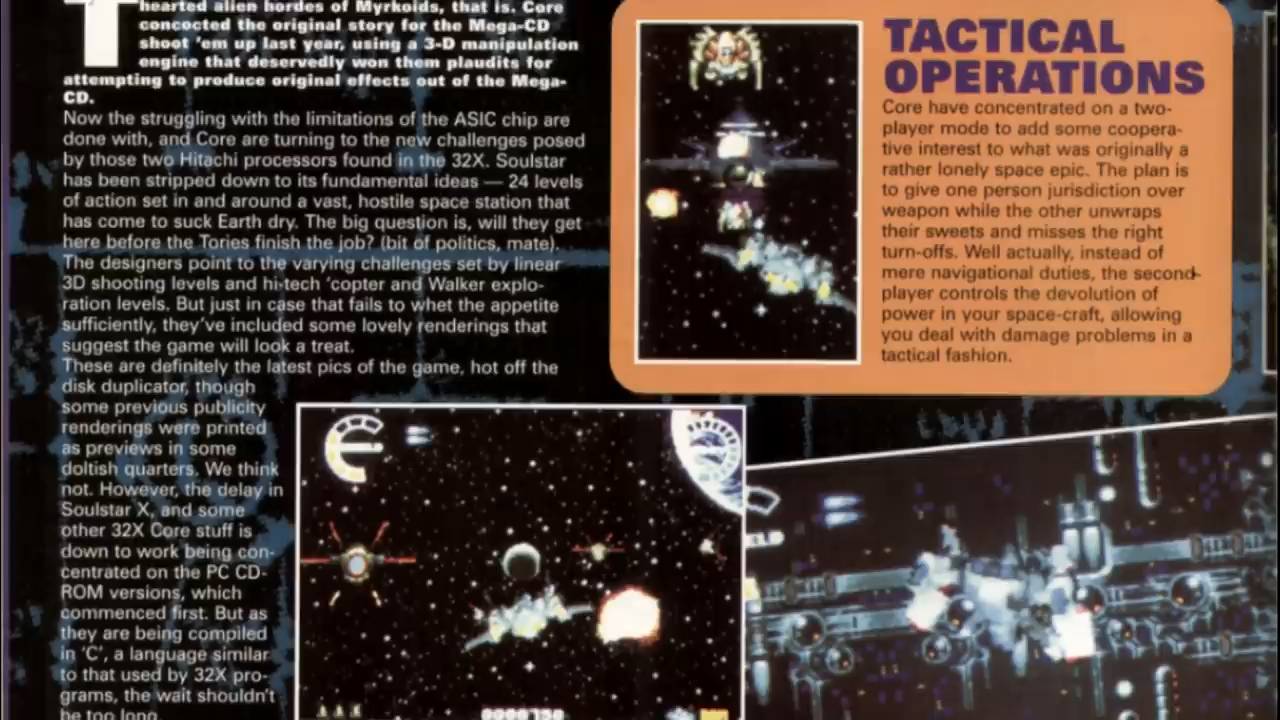 T
hearted alien hordes of Myrkoids, that is. Core
concocted the original story for the Mega-CD
shoot 'em up last year, using a 3-D manipulation
engine that deservedly won them plaudits for
attempting to produce original effects out of the Mega-
CD.
Now the struggling with the limitations of the ASIC chip are
done with, and Core are turning to the new challenges posed
by those two Hitachi processors found in the 32X. Soulstar
has been stripped down to its fundamental ideas — 24 levels
of action set in and around a vast, hostile space station that
has come to suck Earth dry. The big question is, will they get
here before the Tories finish the job? (bit of politics, mate).
The designers point to the varying challenges set by linear
3D shooting levels and hi-tech 'copter and Walker explo-
ration levels. But just in case that fails to whet the appetite
sufficiently, they've included some lovely renderings that
suggest the game will look a treat.
These are definitely the latest pics of the game, hot off the
disk duplicator, though
some previous publicity
renderings were printed
as previews in some
doltish quarters. We think
not. However, the delay in
Soulstar X, and some
other 32X Core stuff is
down to work being con-
centrated on the PC CD-
ROM versions, which
commenced first. But as
they are being compiled
in 'C', a language similar
to that used by 32X pro-
grams, the wait shouldn't
be too long.
TACTICAL
OPERATIONS
Core have concentrated on a two-
player mode to add some coopera-
tive interest to what was originally a
rather lonely space epic. The plan is
to give one person jurisdiction over
weapon while the other unwraps
their sweets and misses the right
turn-offs. Well actually, instead of
mere navigational duties, the second-
player controls the devolution of
power in your space-craft, allowing
you deal with damage problems in a
tactical fashion.